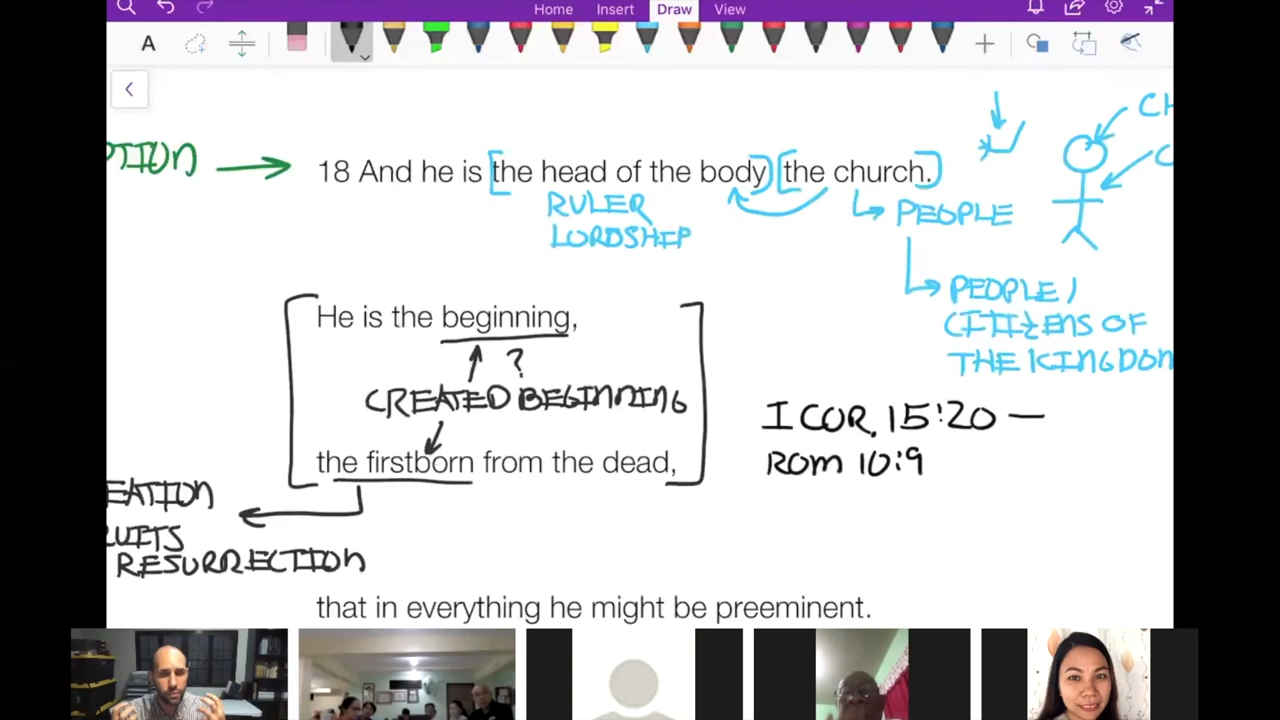 Home Insert Draw View
A
18 And he is [the head of the body) [the church.)
RULER
LORDSHIP
PEOPLE
PEOPLE /
CITIZENS OF
THE KINGDOM
He is the beginning,
?
CREATED BEGINNING
the firstborn from the dead,
I COR. 15:20 —
ROM 10:9
RESURRECTION
that in everything he might be preeminent.